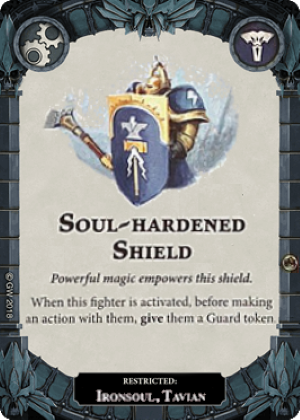 SOUL-HARDENED
SHIELD
Powerful magic empowers this shield.
When this fighter is activated, before making
an action with them, give them a Guard token.
RESTRICTED:
IRONSOUL, TAVIAN
© GW 2018